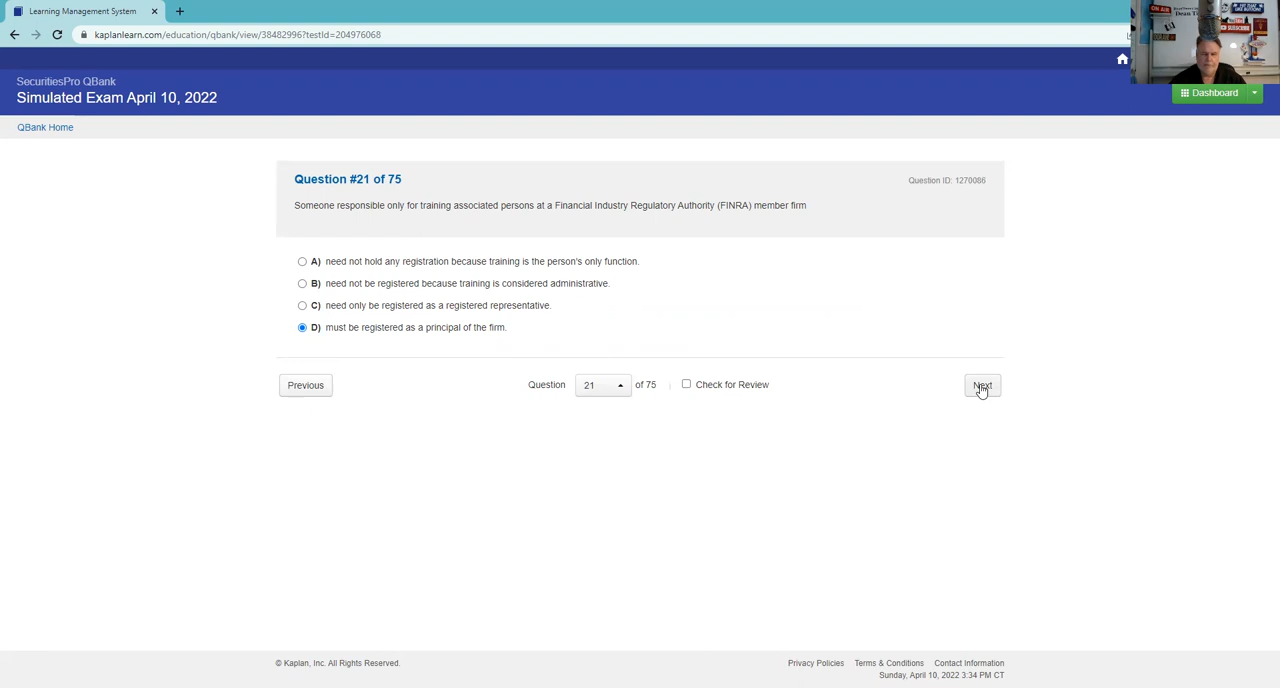 Learning Management System
kaplanlearn.com/education/qbank/view/38482996?testId=204976068
ON AIR
SecuritiesPro QBank
Simulated Exam April 10, 2022
Dashboard
QBank Home
Question #21 of 75
Question ID: 1270086
Someone responsible only for training associated persons at a Financial Industry Regulatory Authority (FINRA) member firm
A) need not hold any registration because training is the person's only function.
B) need not be registered because training is considered administrative.
C) need only be registered as a registered representative.
D) must be registered as a principal of the firm.
Previous
Question 21 of 75
Check for Review
Next
© Kaplan, Inc. All Rights Reserved.
Privacy Policies Terms & Conditions Contact Information
Sunday, April 10, 2022 3:34 PM CT